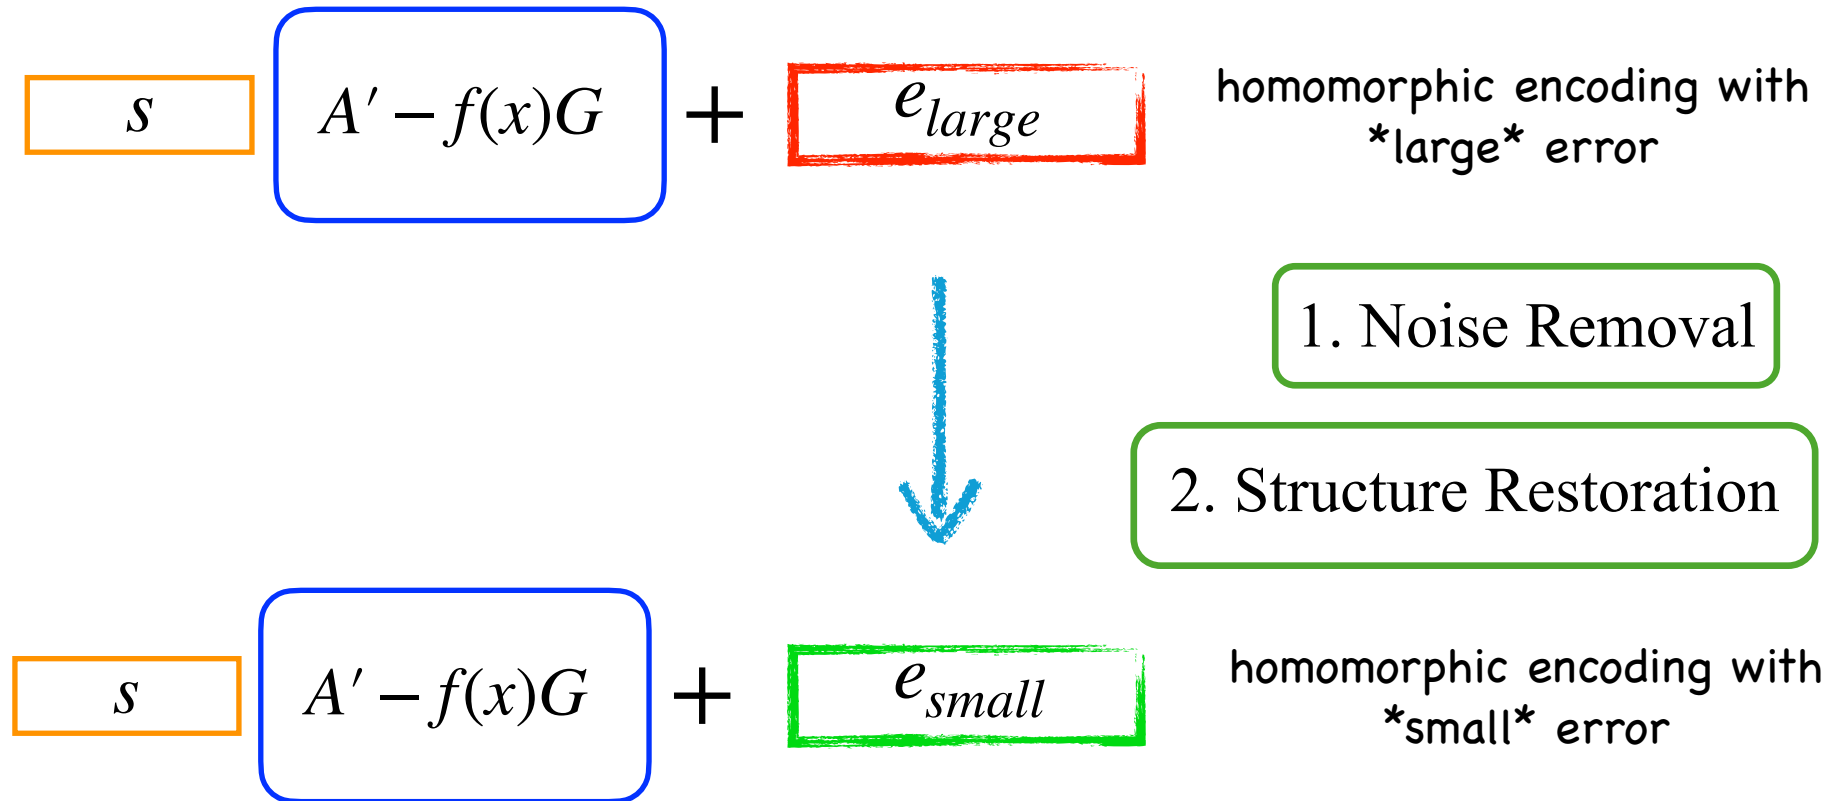 s A′ − f(x)G + e_large homomorphic encoding with
*large* error
1. Noise Removal
2. Structure Restoration
s A′ − f(x)G + e_small homomorphic encoding with
*small* error